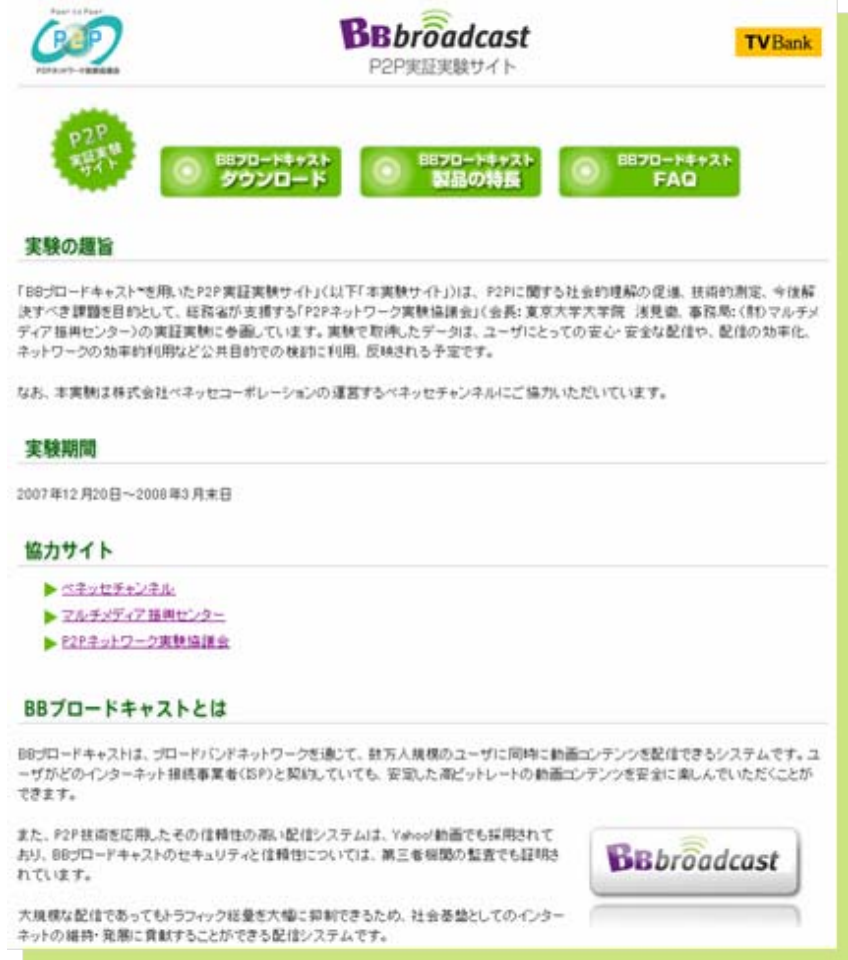 Peer to Peer
P2P
P2Pネットワーク実験協議会
BBbroadcast
P2P実証実験サイト
TVBank
P2P
実証実験
サイト
BBブロードキャスト
ダウンロード
BBブロードキャスト
製品の特長
BBブロードキャスト
FAQ
実験の趣旨
「BBブロードキャスト™を用いたP2P実証実験サイト」(以下「本実験サイト」)は、P2Pに関する社会的理解の促進、技術的測定、今後解
決すべき課題を目的として、総務省が支援する「P2Pネットワーク実験協議会」(会長:東京大学大学院 浅見徹、事務局:(財)マルチメ
ディア振興センター)の実証実験に参画しています。実験で取得したデータは、ユーザにとっての安心・安全な配信や、配信の効率化、
ネットワークの効率的利用など公共目的での検討に利用、反映される予定です。
なお、本実験は株式会社ベネッセコーポレーションの運営するベネッセチャンネルにご協力いただいています。
実験期間
2007年12月20日～2008年3月末日
協力サイト
ベネッセチャンネル
マルチメディア振興センター
P2Pネットワーク実験協議会
BBブロードキャストとは
BBブロードキャストは、ブロードバンドネットワークを通じて、数万人規模のユーザに同時に動画コンテンツを配信できるシステムです。ユ
ーザがどのインターネット接続事業者(ISP)と契約していても、安定した高ビットレートの動画コンテンツを安全に楽しんでいただくことが
できます。
また、P2P技術を応用したその信頼性の高い配信システムは、Yahoo!動画でも採用されて
おり、BBブロードキャストのセキュリティと信頼性については、第三者機関の監査でも証明さ
れています。
BBbroadcast
大規模な配信であってもトラフィック総量を大幅に抑制できるため、社会基盤としてのインター
ネットの維持・発展に貢献することができる配信システムです。